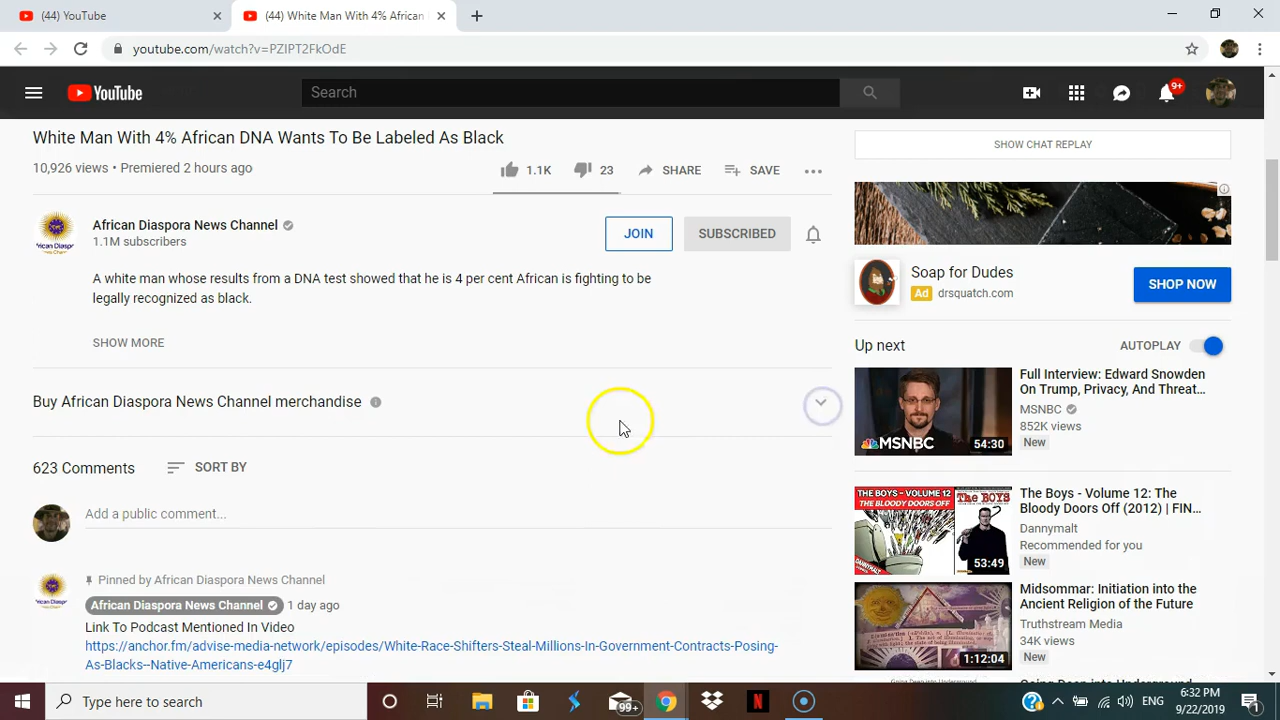 (44) YouTube
(44) White Man With 4% African
youtube.com/watch?v=PZIPT2FkOdE
YouTube
Search
9+
White Man With 4% African DNA Wants To Be Labeled As Black
10,926 views • Premiered 2 hours ago
1.1K
23
SHARE
SAVE
African Diaspora News Channel
1.1M subscribers
JOIN
SUBSCRIBED
A white man whose results from a DNA test showed that he is 4 per cent African is fighting to be
legally recognized as black.
SHOW MORE
Buy African Diaspora News Channel merchandise
623 Comments
SORT BY
Add a public comment...
Pinned by African Diaspora News Channel
African Diaspora News Channel
1 day ago
Link To Podcast Mentioned In Video
https://anchor.fm/advise-media-network/episodes/White-Race-Shifters-Steal-Millions-In-Government-Contracts-Posing-
As-Blacks--Native-Americans-e4glj7
SHOW CHAT REPLAY
Soap for Dudes
Ad drsquatch.com
SHOP NOW
Up next
AUTOPLAY
MSNBC
54:30
Full Interview: Edward Snowden
On Trump, Privacy, And Threat...
MSNBC
852K views
New
THE BOYS - VOLUME 12:
THE BLOODY DOORS OFF
53:49
The Boys - Volume 12: The
Bloody Doors Off (2012) | FIN...
Dannymalt
Recommended for you
New
1:12:04
Midsommar: Initiation into the
Ancient Religion of the Future
Truthstream Media
34K views
New
Type here to search
99+
ENG
6:32 PM
9/22/2019
1